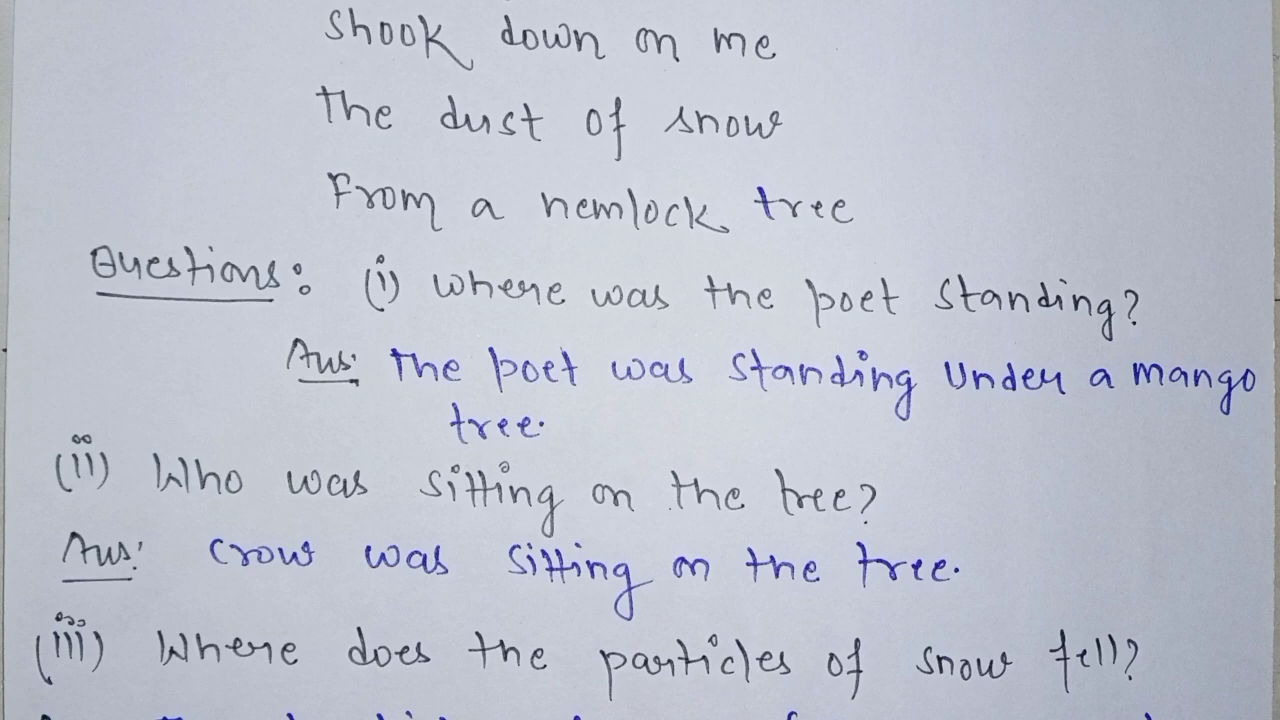 shook down on me
The dust of snow
From a hemlock tree
Questions: (i) Where was the poet standing?
Ans: The poet was standing under a mango
tree.
(ii) Who was sitting on the tree?
Ans: Crow was sitting on the tree.
(iii) Where does the particles of snow fell?